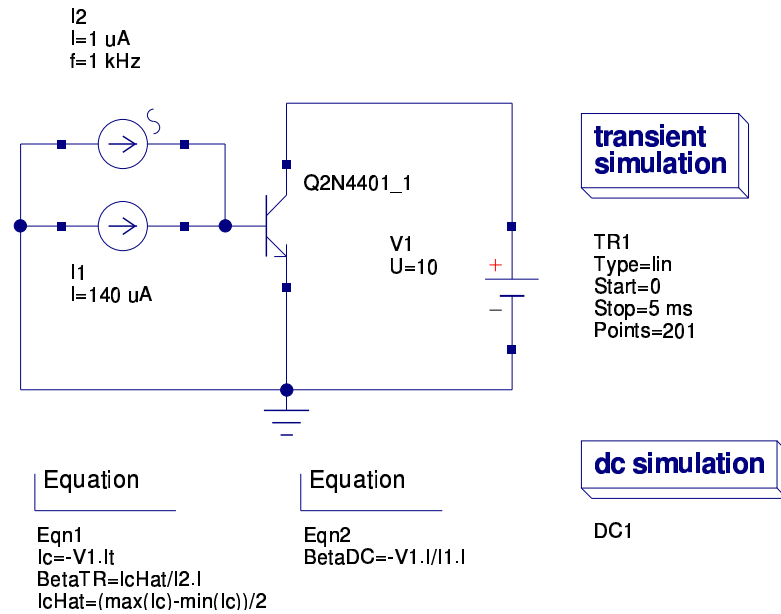 I2
I=1 uA
f=1 kHz
Q2N4401_1
I1
I=140 uA
V1
U=10
+
−
transient
simulation
TR1
Type=lin
Start=0
Stop=5 ms
Points=201
dc simulation
DC1
Equation
Eqn1
Ic=-V1.It
BetaTR=IcHat/I2.I
IcHat=(max(Ic)-min(Ic))/2
Equation
Eqn2
BetaDC=-V1.I/I1.I